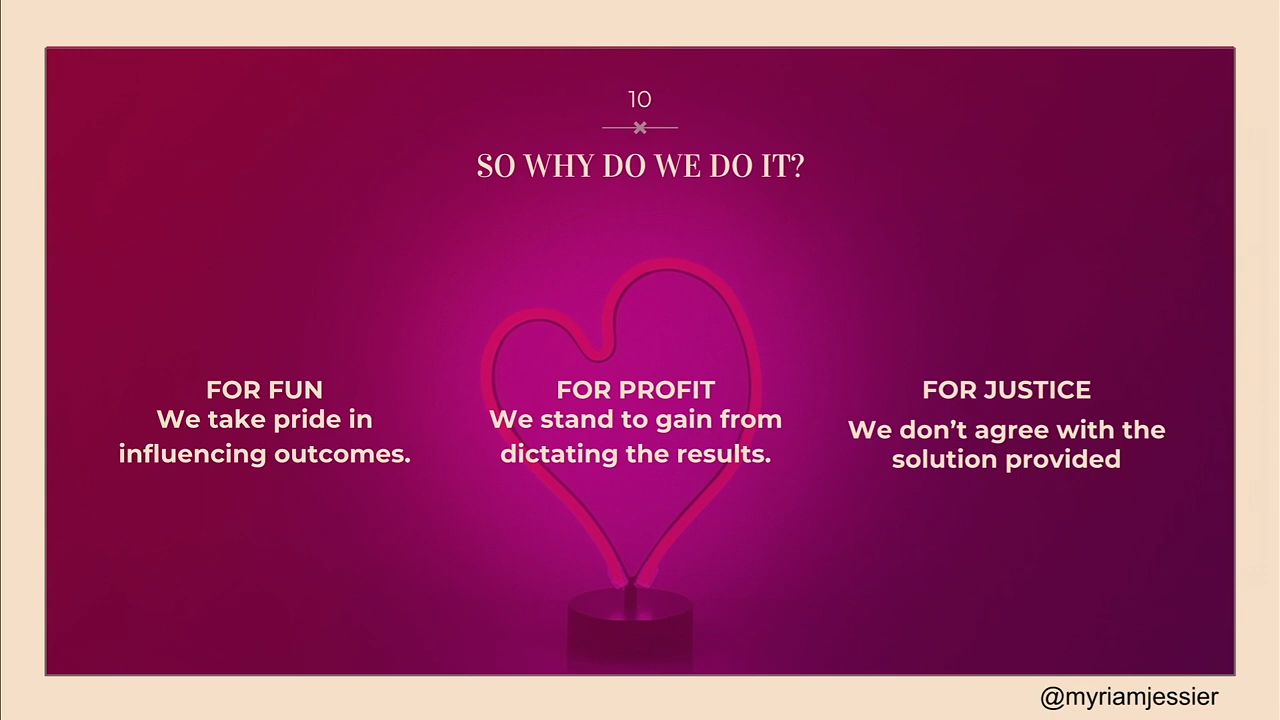 10
SO WHY DO WE DO IT?
FOR FUN
We take pride in
influencing outcomes.
FOR PROFIT
We stand to gain from
dictating the results.
FOR JUSTICE
We don’t agree with the
solution provided
@myriamjessier